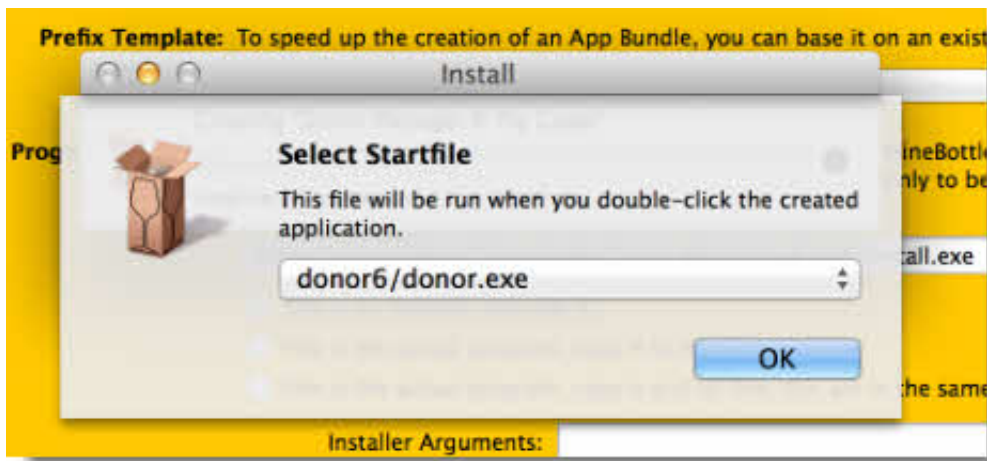 Prefix Template: To speed up the creation of an App Bundle, you can base it on an exist
Install
Prog
Select Startfile
ineBottle
This file will be run when you double-click the created
nly to be
application.
donor6/donor.exe
tall.exe
OK
the same
Installer Arguments: